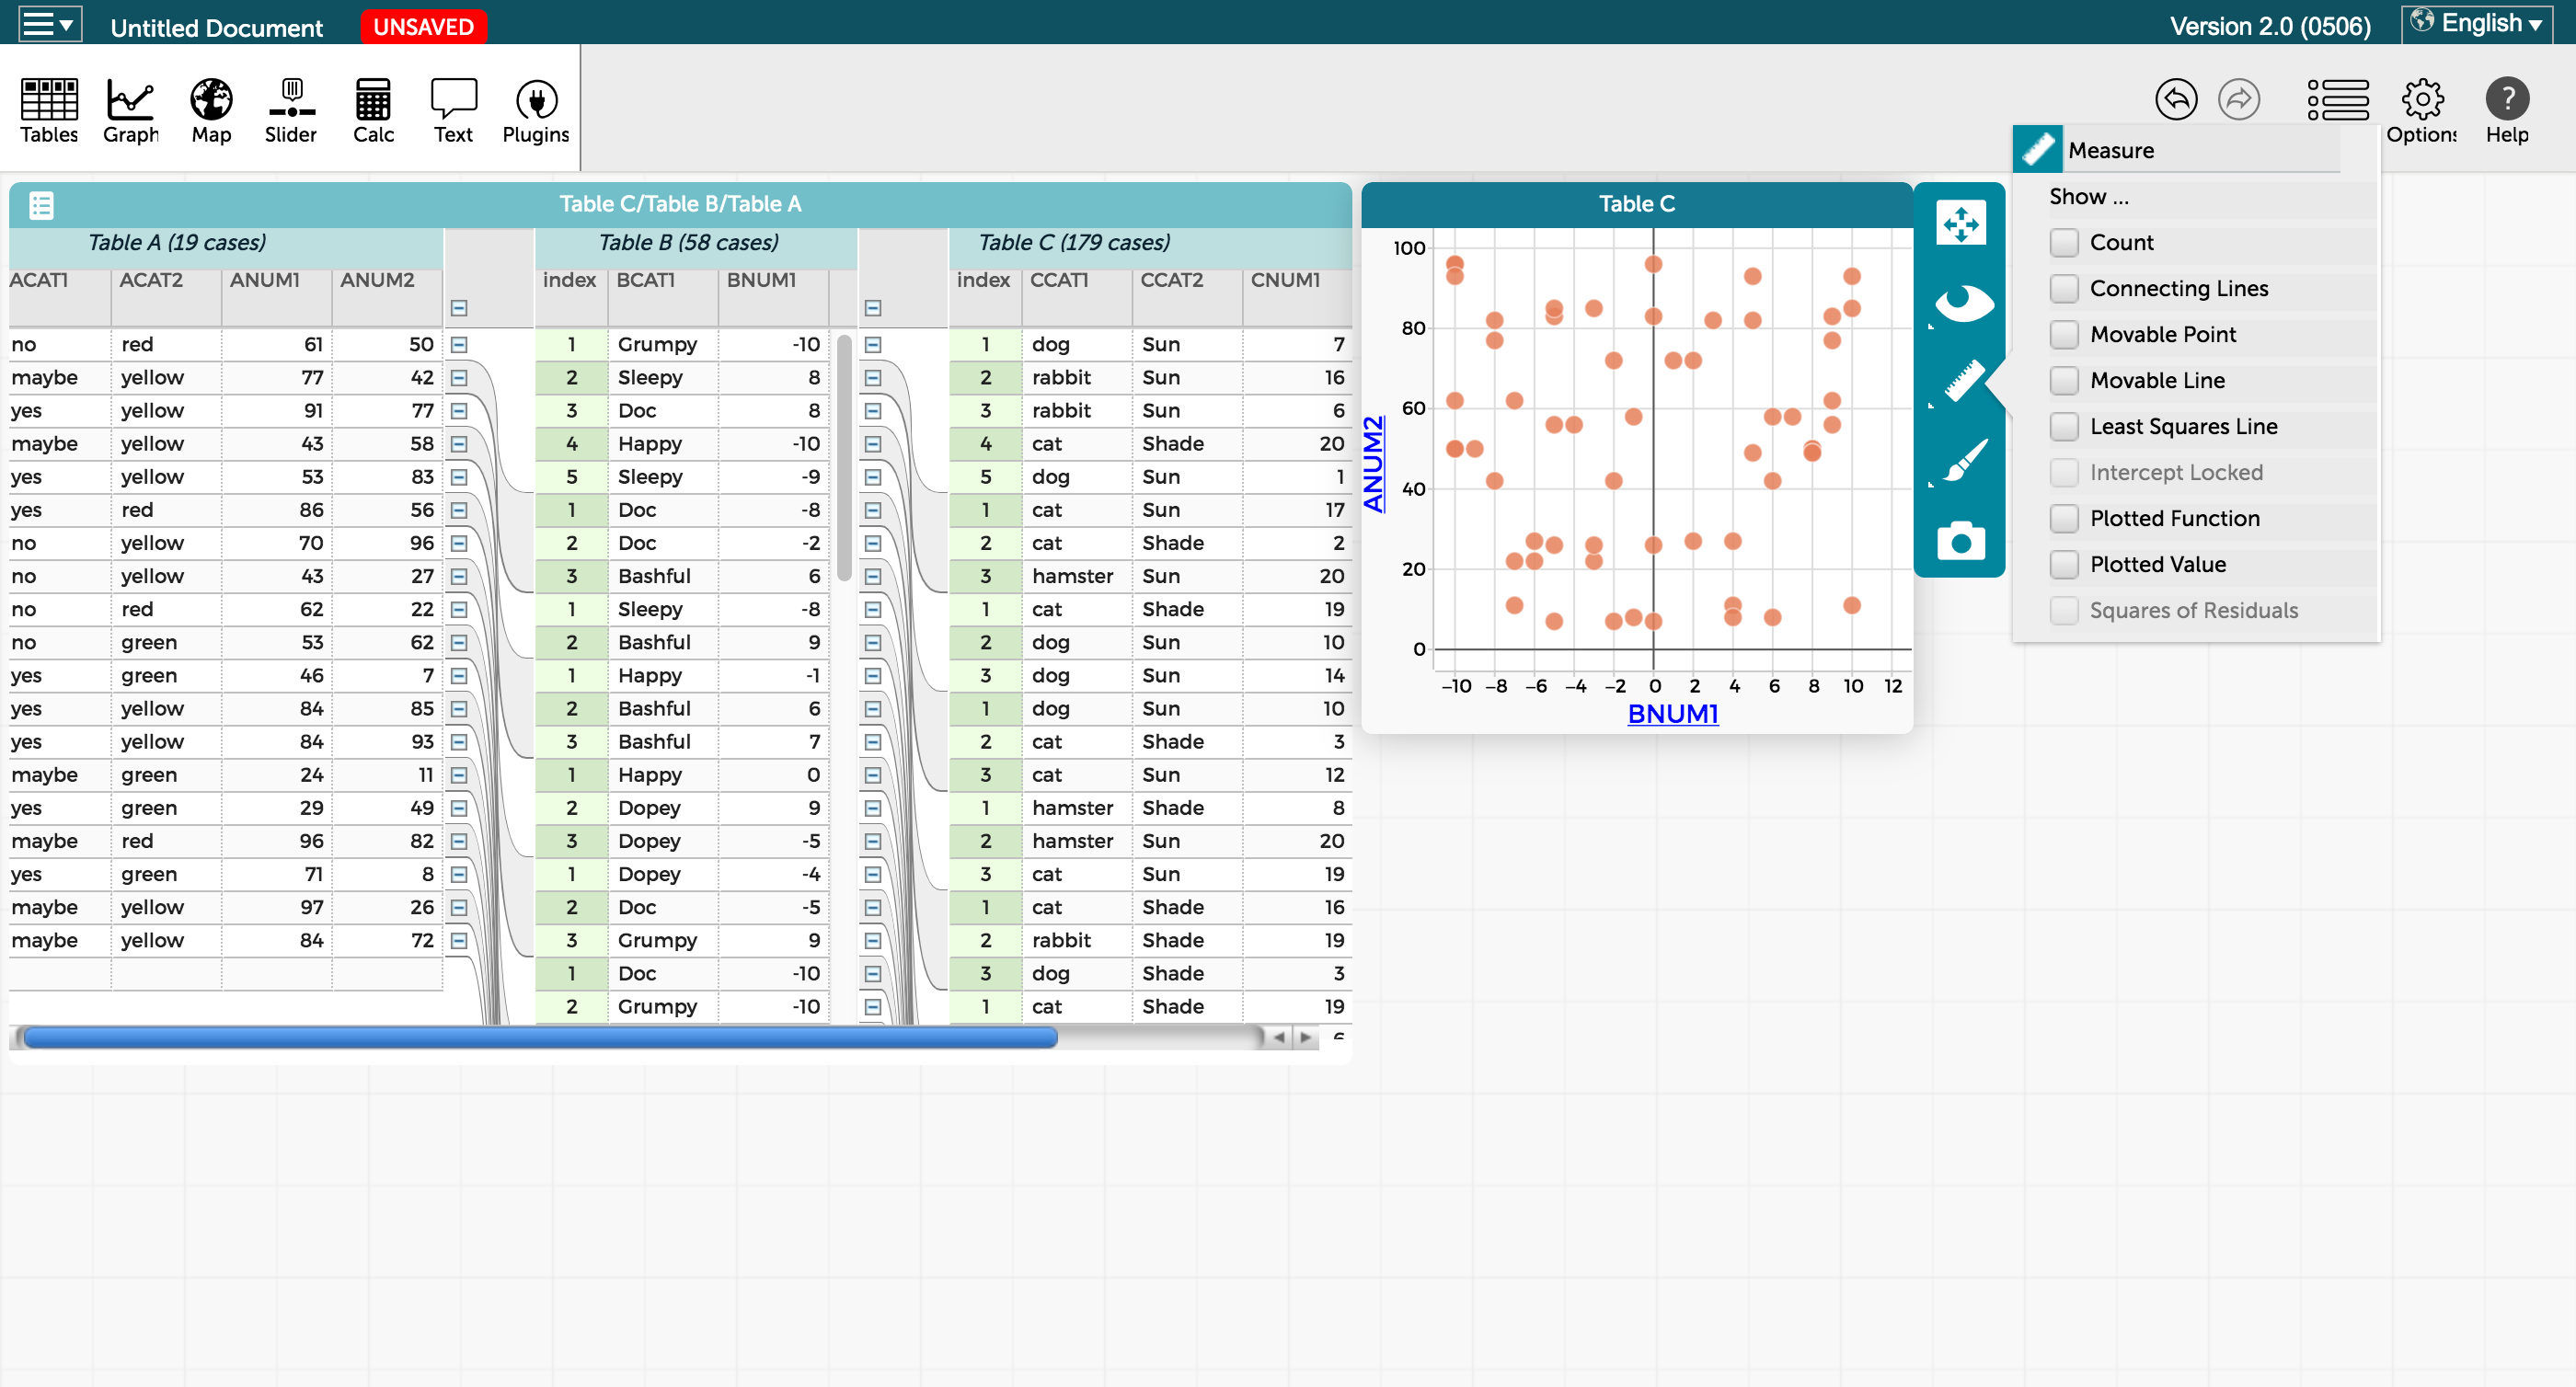 Untitled Document UNSAVED Version 2.0 (0506) English
Tables Graph Map Slider Calc Text Plugins Options ? Help
Table C/Table B/Table A
Table A (19 cases) Table B (58 cases) Table C (179 cases)
ACAT1 ACAT2 ANUM1 ANUM2 index BCAT1 BNUM1 index CCAT1 CCAT2 CNUM1
no red 61 50 1 Grumpy -10 1 dog Sun 7
maybe yellow 77 42 2 Sleepy 8 2 rabbit Sun 16
yes yellow 91 77 3 Doc 8 3 rabbit Sun 6
maybe yellow 43 58 4 Happy -10 4 cat Shade 20
yes yellow 53 83 5 Sleepy -9 5 dog Sun 1
yes red 86 56 1 Doc -8 1 cat Sun 17
no yellow 70 96 2 Doc -2 2 cat Shade 2
no yellow 43 27 3 Bashful 6 3 hamster Sun 20
no red 62 22 1 Sleepy -8 1 cat Shade 19
no green 53 62 2 Bashful 9 2 dog Sun 10
yes green 46 7 1 Happy -1 3 dog Sun 14
yes yellow 84 85 2 Bashful 6 1 dog Sun 10
yes yellow 84 93 3 Bashful 7 2 cat Shade 3
maybe green 24 11 1 Happy 0 3 cat Sun 12
yes green 29 49 2 Dopey 9 1 hamster Shade 8
maybe red 96 82 3 Dopey -5 2 hamster Sun 20
yes green 71 8 1 Dopey -4 3 cat Sun 19
maybe yellow 97 26 2 Doc -5 1 cat Shade 16
maybe yellow 84 72 3 Grumpy 9 2 rabbit Shade 19
1 Doc -10 3 dog Shade 3
2 Grumpy -10 1 cat Shade 19
Table C
100
80
60
40
20
0
ANUM2
−10 −8 −6 −4 −2 0 2 4 6 8 10 12
BNUM1
Measure
Show ...
Count
Connecting Lines
Movable Point
Movable Line
Least Squares Line
Intercept Locked
Plotted Function
Plotted Value
Squares of Residuals